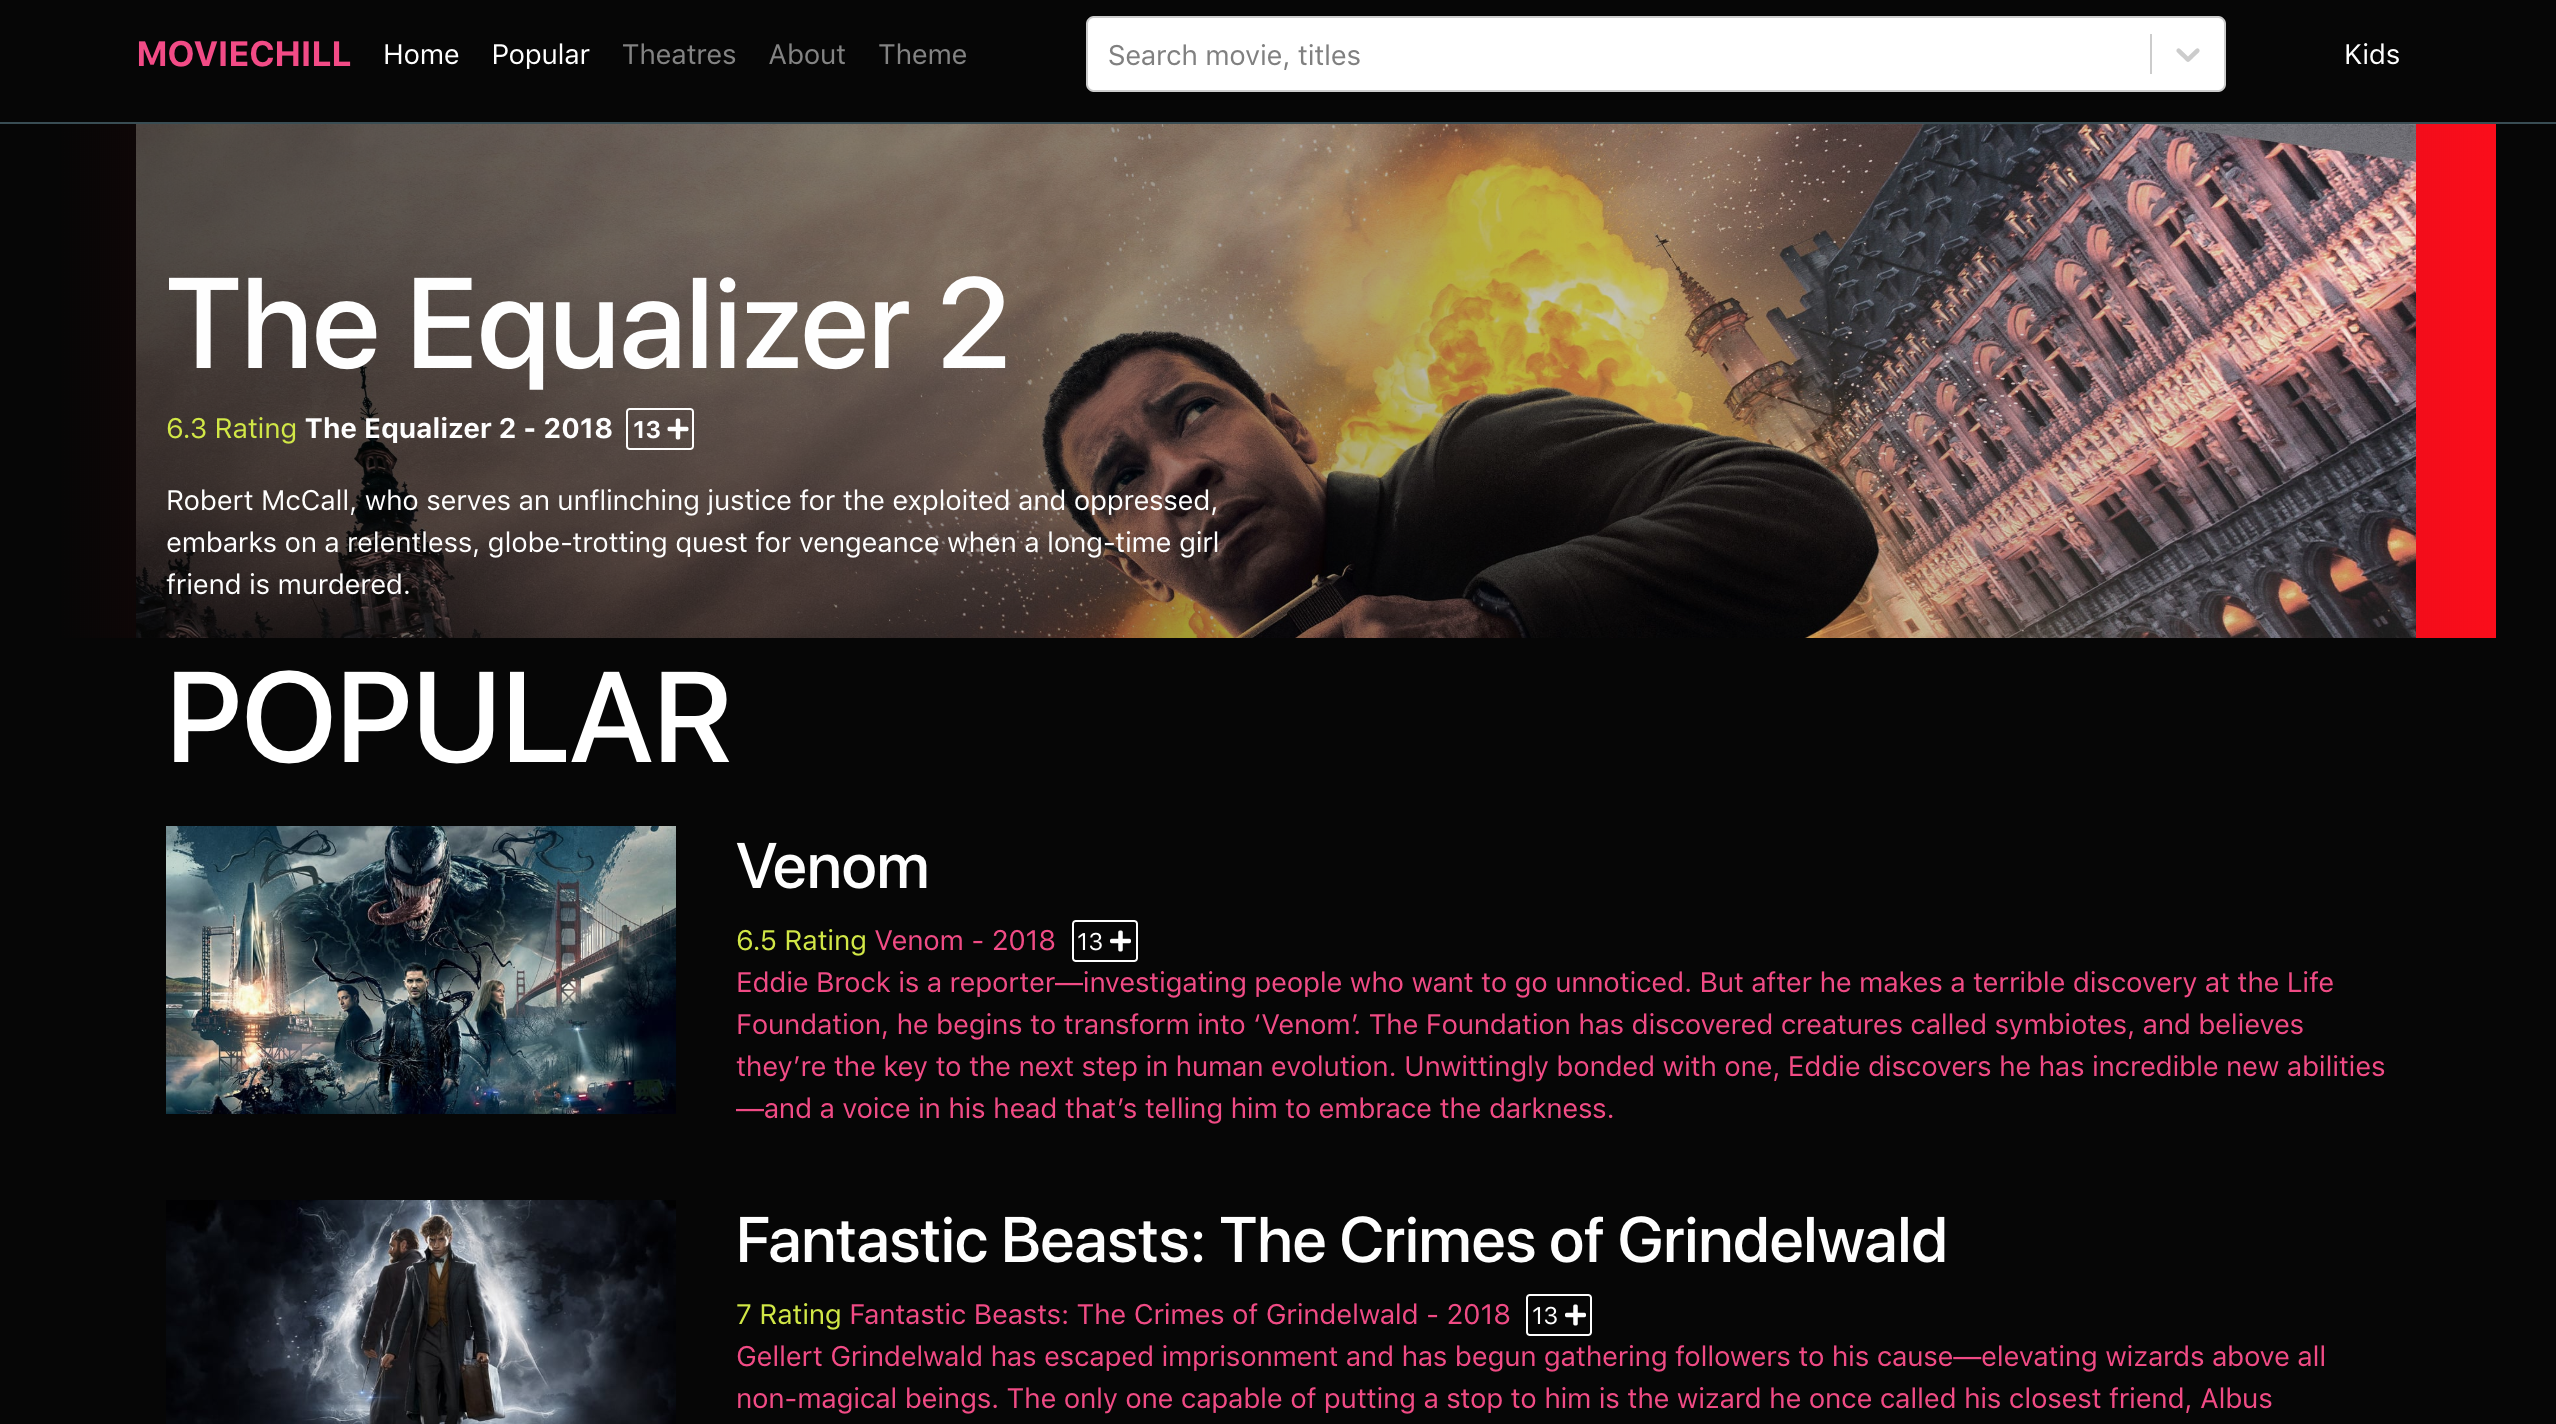 MOVIECHILL Home Popular Theatres About Theme Search movie, titles Kids
The Equalizer 2
6.3 Rating The Equalizer 2 - 2018 13+
Robert McCall, who serves an unflinching justice for the exploited and oppressed,
embarks on a relentless, globe-trotting quest for vengeance when a long-time girl
friend is murdered.
POPULAR
Venom
6.5 Rating Venom - 2018 13+
Eddie Brock is a reporter—investigating people who want to go unnoticed. But after he makes a terrible discovery at the Life
Foundation, he begins to transform into ‘Venom’. The Foundation has discovered creatures called symbiotes, and believes
they’re the key to the next step in human evolution. Unwittingly bonded with one, Eddie discovers he has incredible new abilities
—and a voice in his head that’s telling him to embrace the darkness.
Fantastic Beasts: The Crimes of Grindelwald
7 Rating Fantastic Beasts: The Crimes of Grindelwald - 2018 13+
Gellert Grindelwald has escaped imprisonment and has begun gathering followers to his cause—elevating wizards above all
non-magical beings. The only one capable of putting a stop to him is the wizard he once called his closest friend, Albus